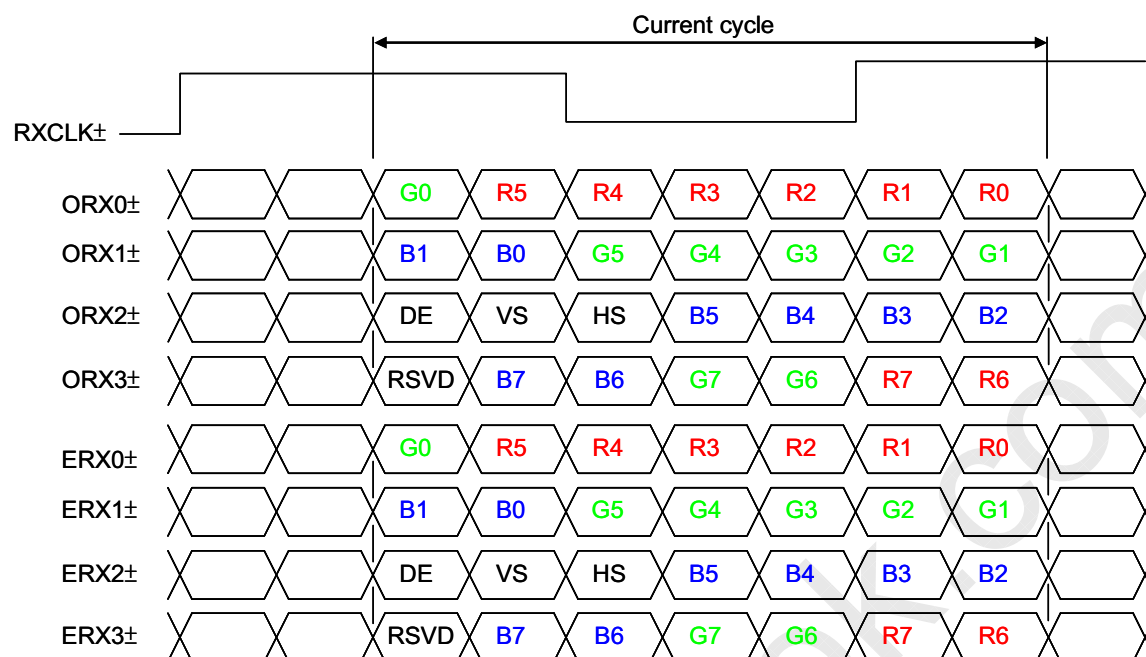 Current cycle
RXCLK±
ORX0± G0 R5 R4 R3 R2 R1 R0
ORX1± B1 B0 G5 G4 G3 G2 G1
ORX2± DE VS HS B5 B4 B3 B2
ORX3± RSVD B7 B6 G7 G6 R7 R6
ERX0± G0 R5 R4 R3 R2 R1 R0
ERX1± B1 B0 G5 G4 G3 G2 G1
ERX2± DE VS HS B5 B4 B3 B2
ERX3± RSVD B7 B6 G7 G6 R7 R6